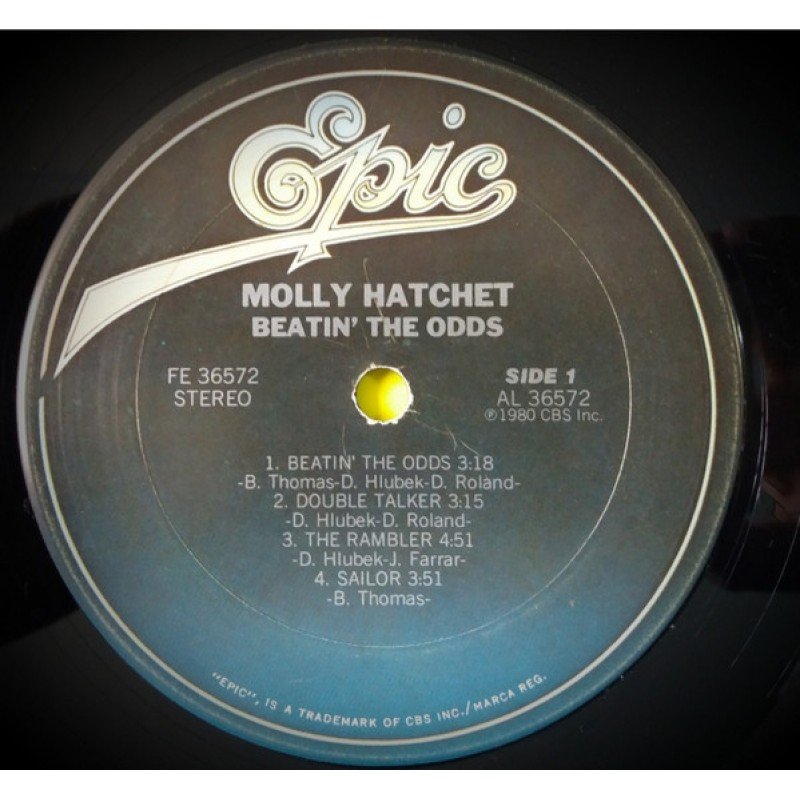 Epic
MOLLY HATCHET
BEATIN' THE ODDS
FE 36572
STEREO
SIDE 1
AL 36572
℗1980 CBS Inc.
1. BEATIN' THE ODDS 3:18
-B. Thomas-D. Hlubek-D. Roland-
2. DOUBLE TALKER 3:15
-D. Hlubek-D. Roland-
3. THE RAMBLER 4:51
-D. Hlubek-J. Farrar-
4. SAILOR 3:51
-B. Thomas-
"EPIC", IS A TRADEMARK OF CBS INC./MARCA REG.